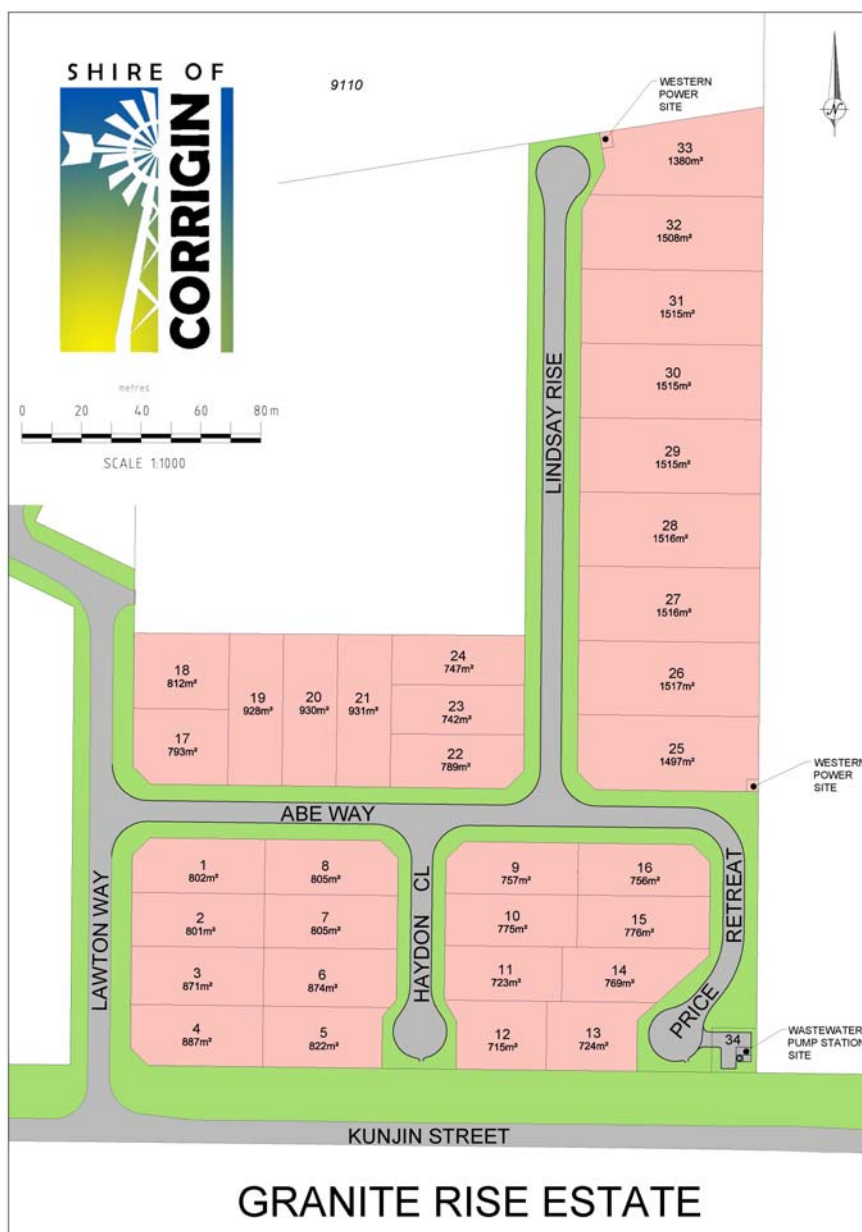 SHIRE OF
CORRIGIN
9110
WESTERN
POWER
SITE
N
metres
0 20 40 60 80 m
SCALE 1:1000
33
1380m²
32
1508m²
31
1515m²
30
1515m²
29
1515m²
28
1516m²
27
1516m²
26
1517m²
25
1497m²
LINDSAY RISE
18
812m²
17
793m²
19
928m²
20
930m²
21
931m²
24
747m²
23
742m²
22
789m²
WESTERN
POWER
SITE
ABE WAY
LAWTON WAY
1
802m²
8
805m²
2
801m²
7
805m²
3
871m²
6
874m²
4
887m²
5
822m²
HAYDON CL
9
757m²
16
756m²
10
775m²
15
776m²
11
723m²
14
769m²
12
715m²
13
724m²
PRICE RETREAT
34
WASTEWATER
PUMP STATION
SITE
KUNJIN STREET
GRANITE RISE ESTATE